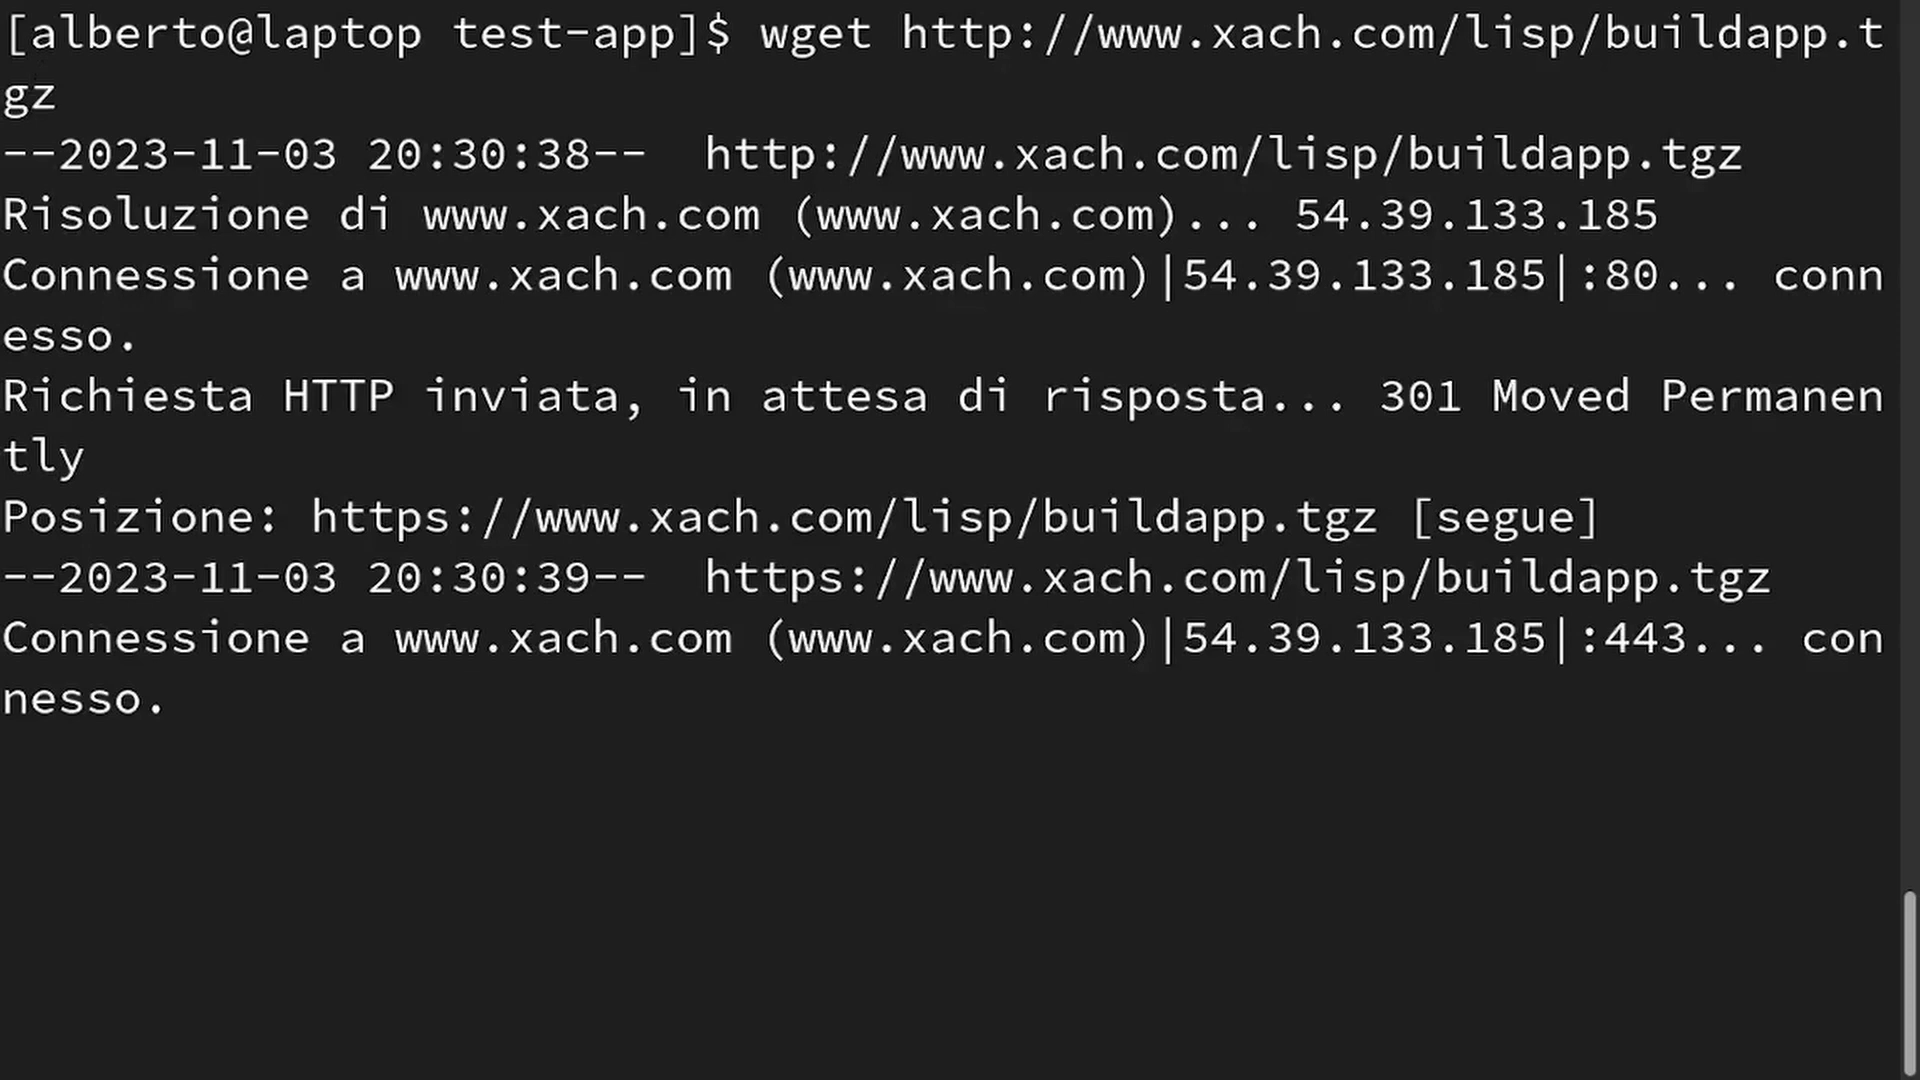 [alberto@laptop test-app]$ wget http://www.xach.com/lisp/buildapp.t
gz
--2023-11-03 20:30:38--  http://www.xach.com/lisp/buildapp.tgz
Risoluzione di www.xach.com (www.xach.com)... 54.39.133.185
Connessione a www.xach.com (www.xach.com)|54.39.133.185|:80... conn
esso.
Richiesta HTTP inviata, in attesa di risposta... 301 Moved Permanen
tly
Posizione: https://www.xach.com/lisp/buildapp.tgz [segue]
--2023-11-03 20:30:39--  https://www.xach.com/lisp/buildapp.tgz
Connessione a www.xach.com (www.xach.com)|54.39.133.185|:443... con
nesso.